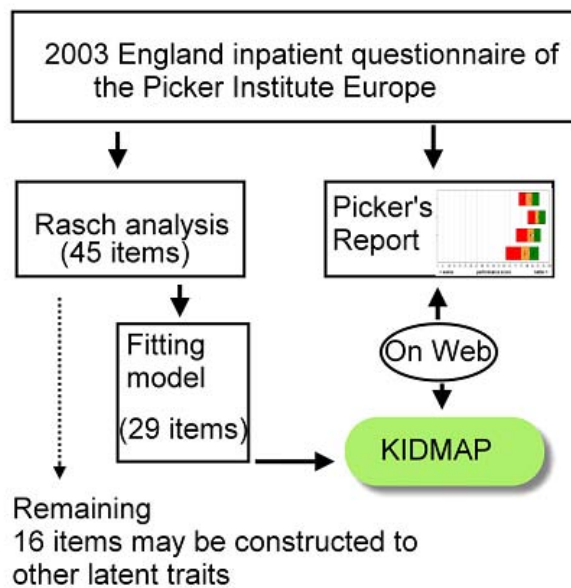 2003 England inpatient questionnaire of
the Picker Institute Europe
Rasch analysis
(45 items)
Picker's
Report
Fitting
model
(29 items)
On Web
KIDMAP
Remaining
16 items may be constructed to
other latent traits